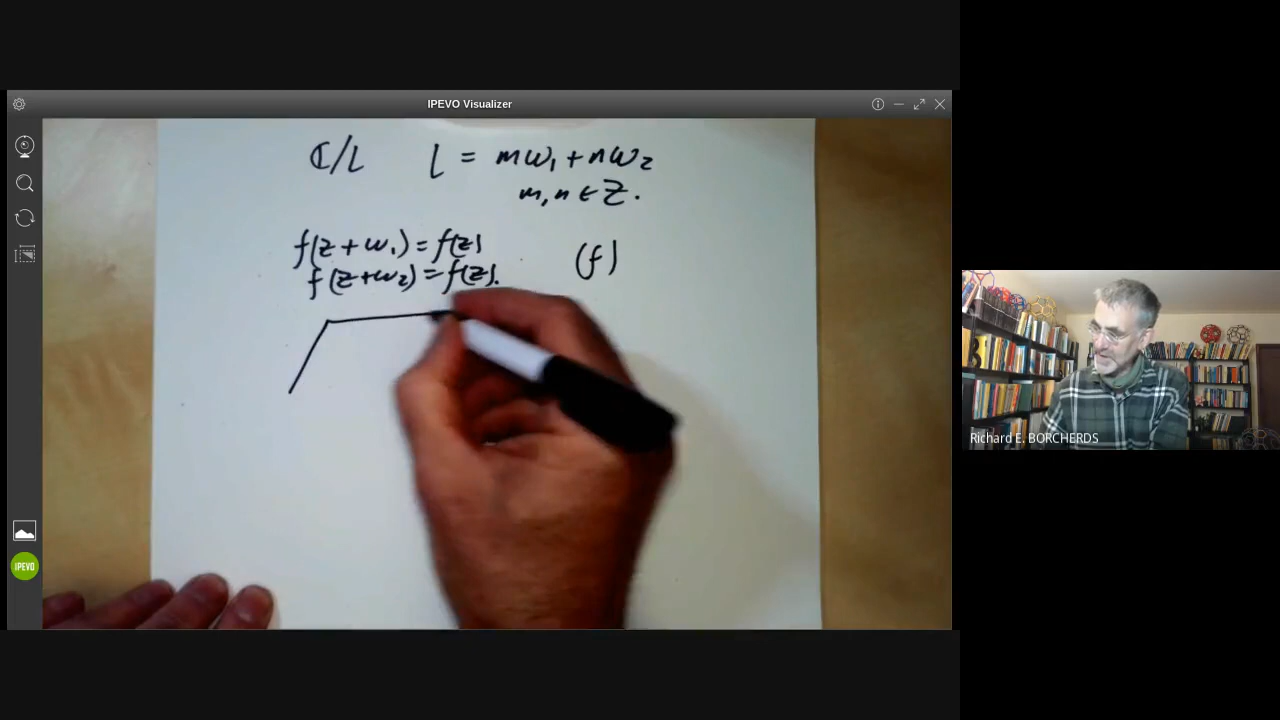 IPEVO Visualizer
ℂ/L L = mω₁ + nω₂
m, n ∈ Z.
f(z + ω₁) = f(z)
f(z+ω₂) = f(z).
(f)
IPEVO
Richard E. BORCHERDS